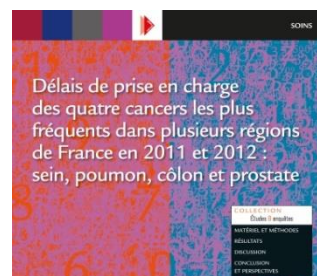 SOINS
Délais de prise en charge
des quatre cancers les plus
fréquents dans plusieurs régions
de France en 2011 et 2012 :
sein, poumon, côlon et prostate
COLLECTION
Études & enquêtes
MATÉRIEL ET MÉTHODES
RÉSULTATS
DISCUSSION
CONCLUSION
ET PERSPECTIVES